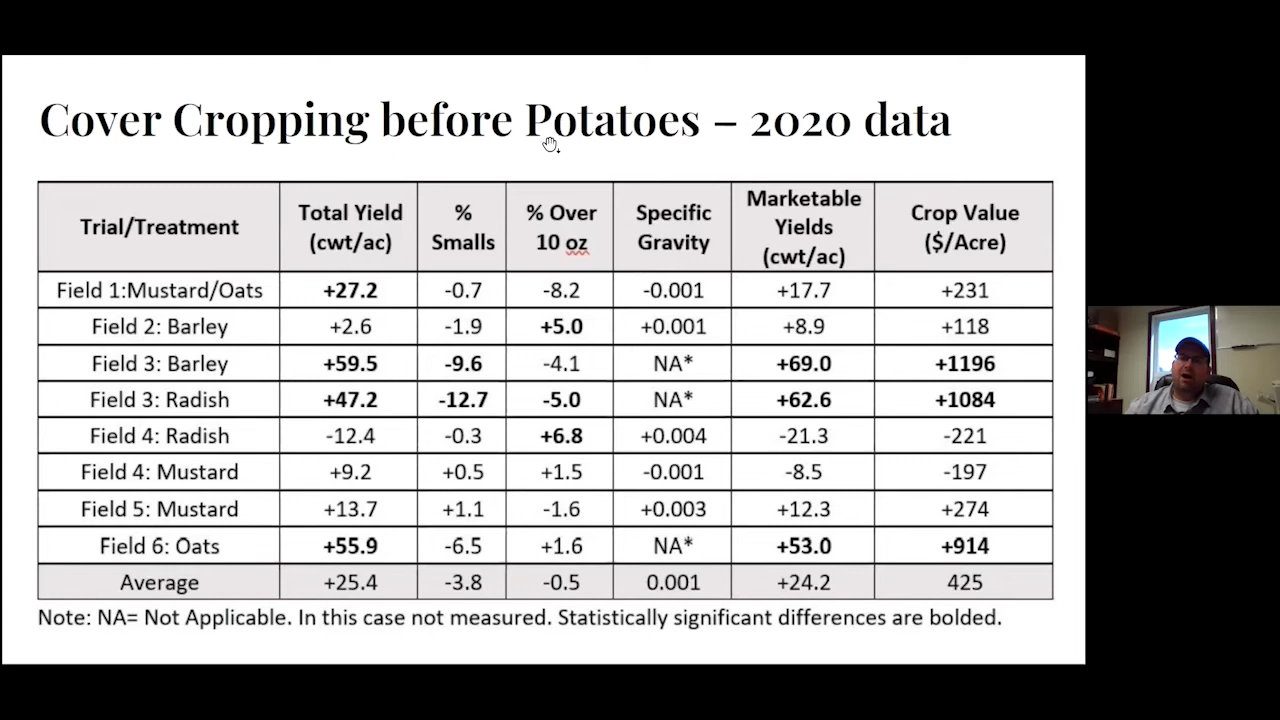 Cover Cropping before Potatoes – 2020 data
Trial/Treatment Total Yield (cwt/ac) % Smalls % Over 10 oz Specific Gravity Marketable Yields (cwt/ac) Crop Value ($/Acre)
Field 1:Mustard/Oats +27.2 -0.7 -8.2 -0.001 +17.7 +231
Field 2: Barley +2.6 -1.9 +5.0 +0.001 +8.9 +118
Field 3: Barley +59.5 -9.6 -4.1 NA* +69.0 +1196
Field 3: Radish +47.2 -12.7 -5.0 NA* +62.6 +1084
Field 4: Radish -12.4 -0.3 +6.8 +0.004 -21.3 -221
Field 4: Mustard +9.2 +0.5 +1.5 -0.001 -8.5 -197
Field 5: Mustard +13.7 +1.1 -1.6 +0.003 +12.3 +274
Field 6: Oats +55.9 -6.5 +1.6 NA* +53.0 +914
Average +25.4 -3.8 -0.5 0.001 +24.2 425
Note: NA= Not Applicable. In this case not measured. Statistically significant differences are bolded.